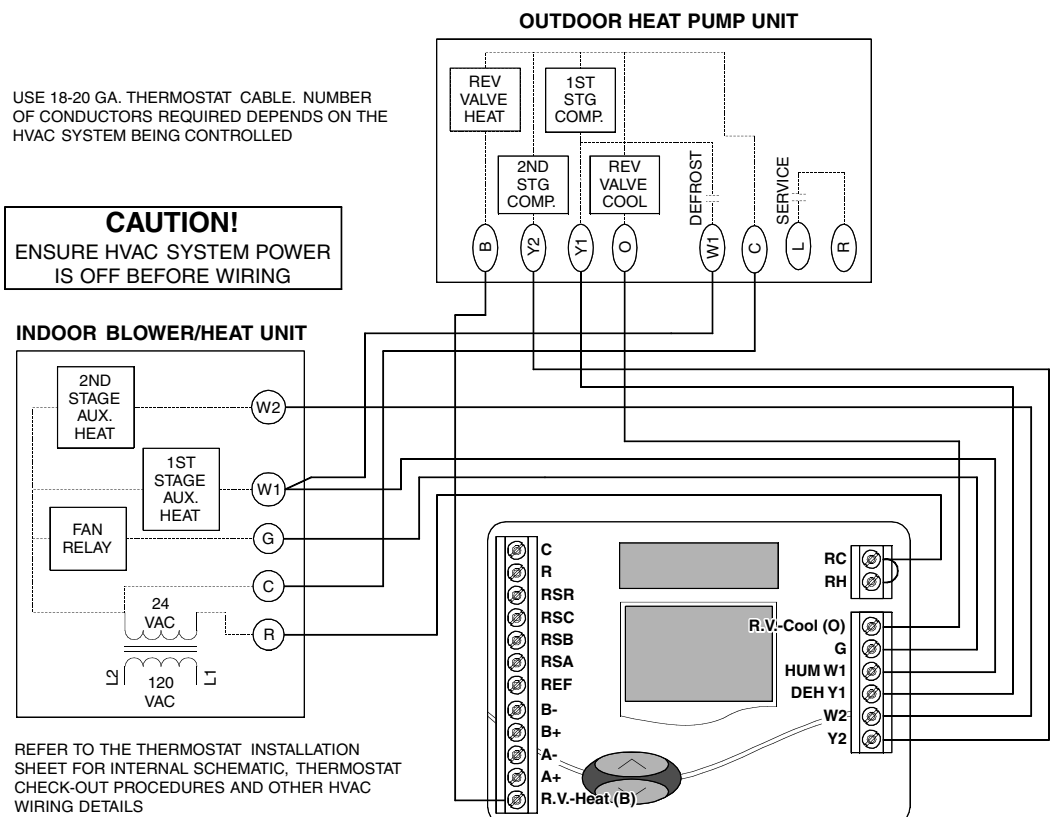 OUTDOOR HEAT PUMP UNIT
USE 18-20 GA. THERMOSTAT CABLE. NUMBER
OF CONDUCTORS REQUIRED DEPENDS ON THE
HVAC SYSTEM BEING CONTROLLED
REV
VALVE
HEAT
1ST
STG
COMP.
2ND
STG
COMP.
REV
VALVE
COOL
DEFROST
SERVICE
B
Y2
Y1
O
W1
C
L
R
CAUTION!
ENSURE HVAC SYSTEM POWER
IS OFF BEFORE WIRING
INDOOR BLOWER/HEAT UNIT
2ND
STAGE
AUX.
HEAT
W2
1ST
STAGE
AUX.
HEAT
W1
FAN
RELAY
G
C
24
VAC
R
L2
120
VAC
L1
C
R
RSR
RSC
RSB
RSA
REF
B-
B+
A-
A+
R.V.-Heat (B)
RC
RH
R.V.-Cool (O)
G
HUM W1
DEH Y1
W2
Y2
REFER TO THE THERMOSTAT INSTALLATION
SHEET FOR INTERNAL SCHEMATIC, THERMOSTAT
CHECK-OUT PROCEDURES AND OTHER HVAC
WIRING DETAILS